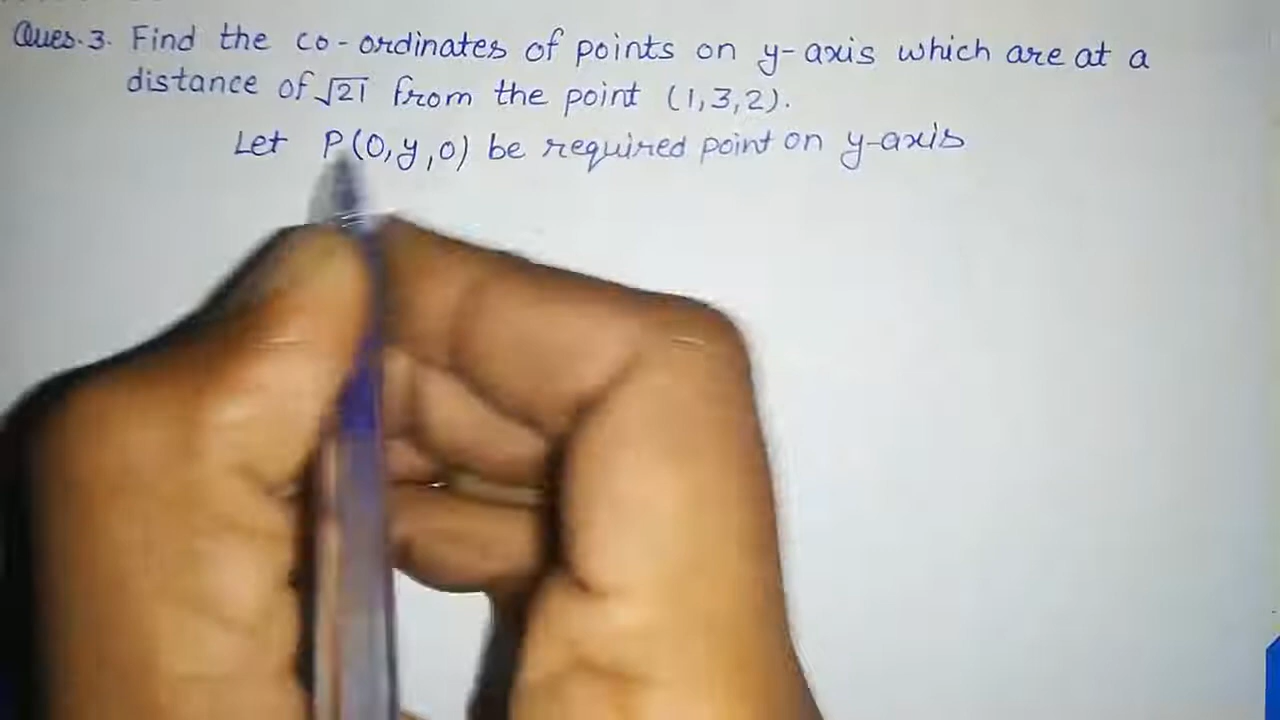 Ques.3. Find the co-ordinates of points on y-axis which are at a
distance of √21 from the point (1,3,2).
Let P(0,y,0) be required point on y-axis